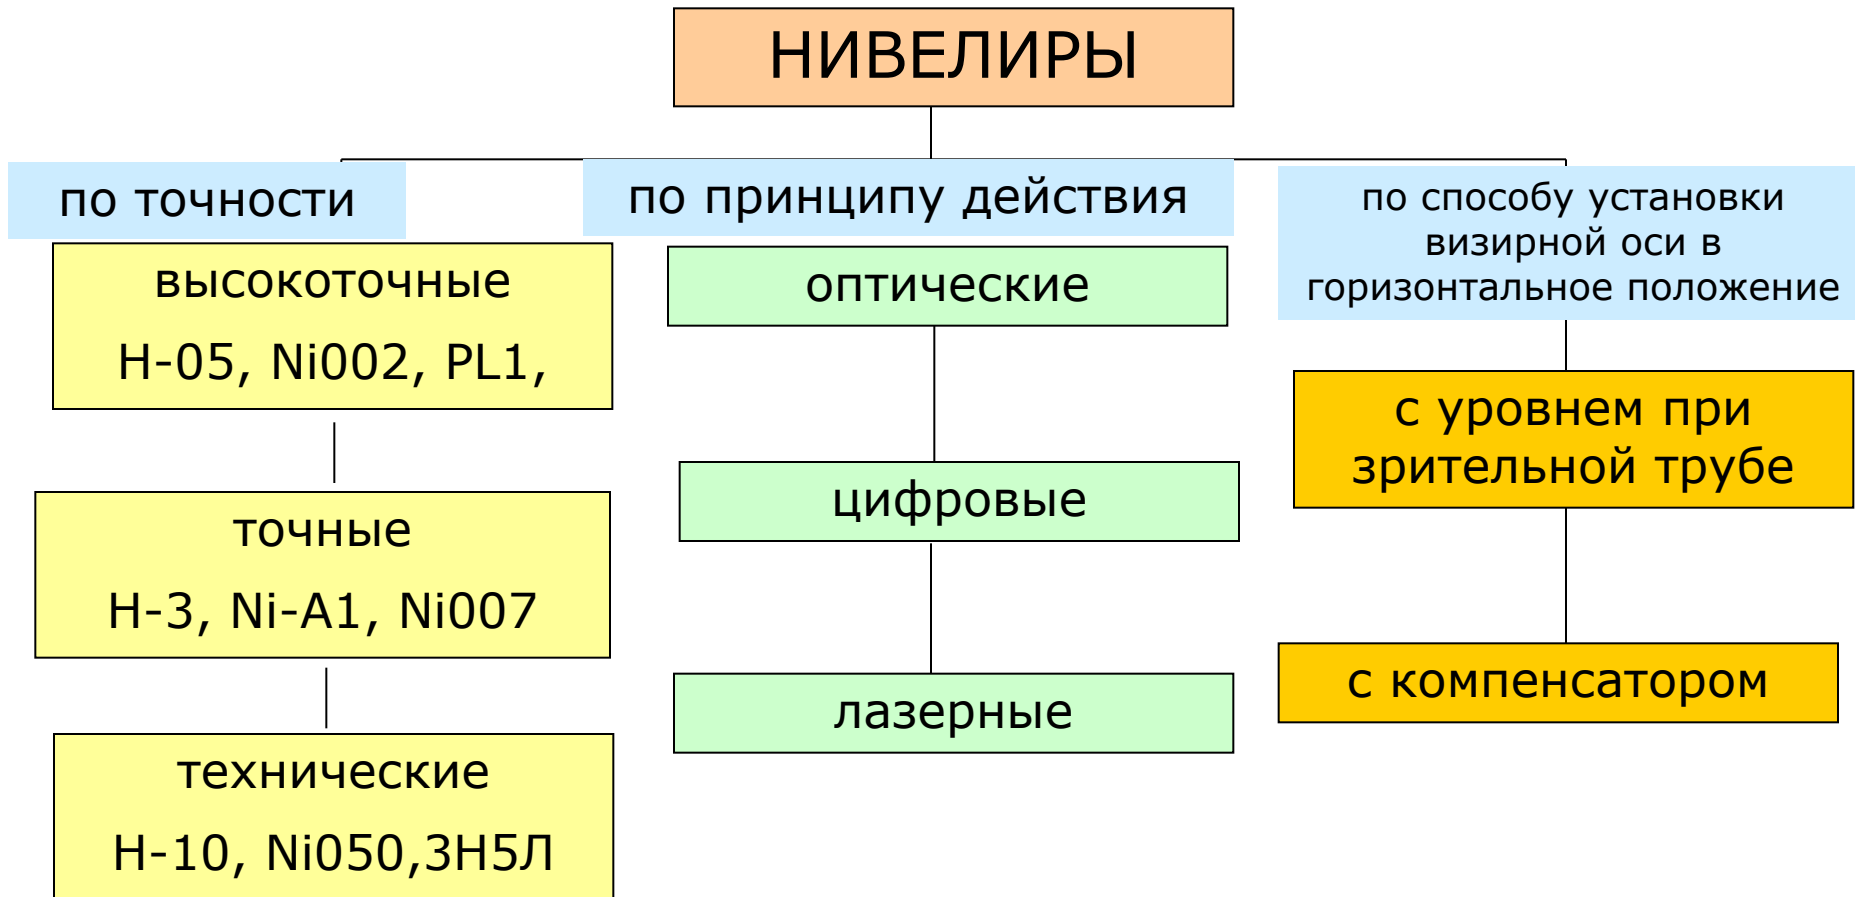 НИВЕЛИРЫ
по точности
высокоточные
Н-05, Ni002, PL1,
точные
Н-3, Ni-A1, Ni007
технические
Н-10, Ni050,3Н5Л
по принципу действия
оптические
цифровые
лазерные
по способу установки
визирной оси в
горизонтальное положение
с уровнем при
зрительной трубе
с компенсатором